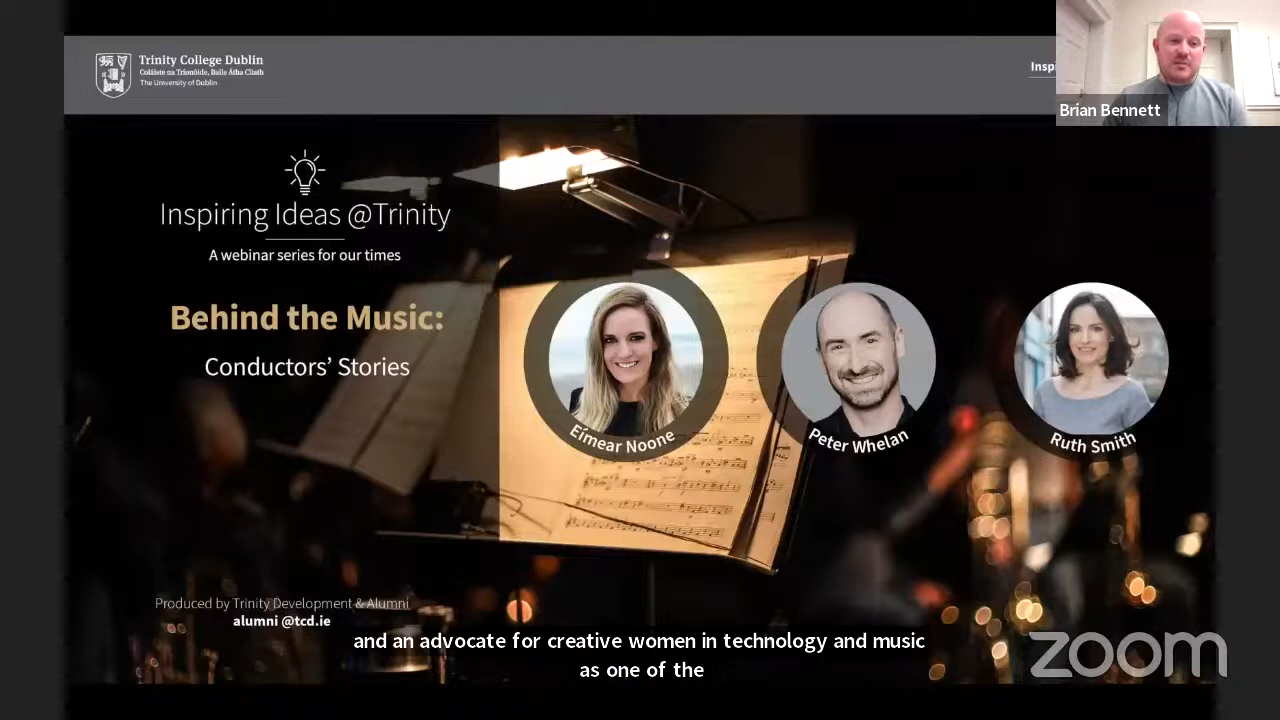 Trinity College Dublin
Coláiste na Tríonóide, Baile Átha Cliath
The University of Dublin
Inspi
Brian Bennett
Inspiring Ideas @Trinity
A webinar series for our times
Behind the Music:
Conductors’ Stories
Eímear Noone
Peter Whelan
Ruth Smith
Produced by Trinity Development & Alumni
alumni @tcd.ie
and an advocate for creative women in technology and music
as one of the
zoom